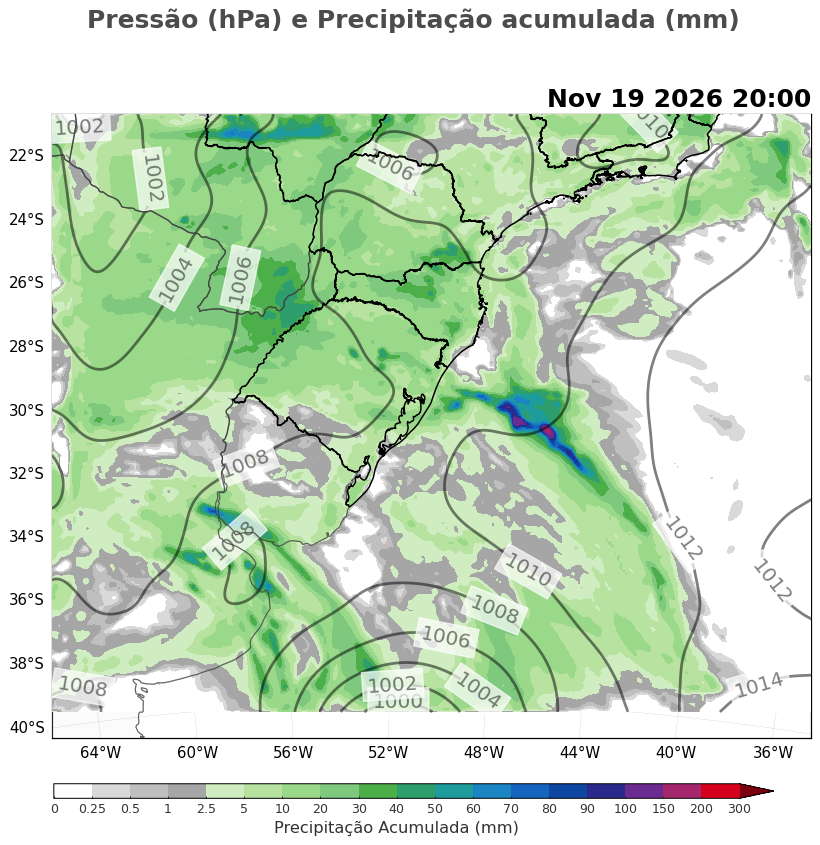 Pressão (hPa) e Precipitação acumulada (mm)
Nov 19 2026 20:00
1002
1010
22°S
1002
1006
24°S
1004
1006
26°S
28°S
30°S
1008
32°S
1008
1012
34°S
1010
1012
36°S
1008
1006
38°S
1008
1002
1004
1014
1000
40°S
64°W 60°W 56°W 52°W 48°W 44°W 40°W 36°W
0 0.25 0.5 1 2.5 5 10 20 30 40 50 60 70 80 90 100 150 200 300
Precipitação Acumulada (mm)